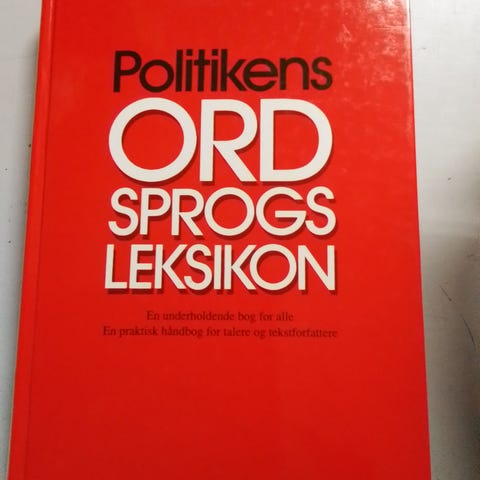 Politikens
ORD
SPROGS
LEKSIKON
En underholdende bog for alle
En praktisk håndbog for talere og tekstforfattere